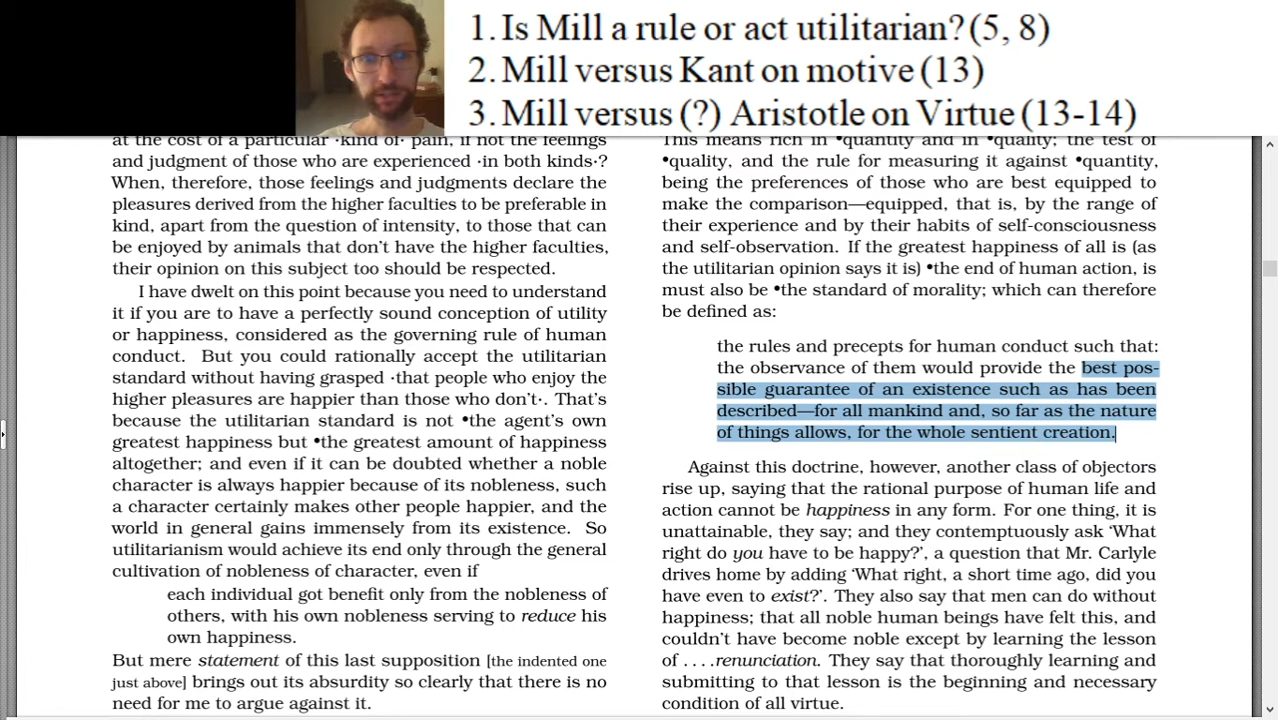 1. Is Mill a rule or act utilitarian? (5, 8)
2. Mill versus Kant on motive (13)
3. Mill versus (?) Aristotle on Virtue (13-14)
at the cost of a particular ·kind of· pain, if not the feelings
and judgment of those who are experienced ·in both kinds·?
When, therefore, those feelings and judgments declare the
pleasures derived from the higher faculties to be preferable in
kind, apart from the question of intensity, to those that can
be enjoyed by animals that don't have the higher faculties,
their opinion on this subject too should be respected.
I have dwelt on this point because you need to understand
it if you are to have a perfectly sound conception of utility
or happiness, considered as the governing rule of human
conduct. But you could rationally accept the utilitarian
standard without having grasped ·that people who enjoy the
higher pleasures are happier than those who don't·. That's
because the utilitarian standard is not •the agent's own
greatest happiness but •the greatest amount of happiness
altogether; and even if it can be doubted whether a noble
character is always happier because of its nobleness, such
a character certainly makes other people happier, and the
world in general gains immensely from its existence. So
utilitarianism would achieve its end only through the general
cultivation of nobleness of character, even if
each individual got benefit only from the nobleness of
others, with his own nobleness serving to reduce his
own happiness.
But mere statement of this last supposition [the indented one
just above] brings out its absurdity so clearly that there is no
need for me to argue against it.
This means rich in •quantity and in •quality; the test of
•quality, and the rule for measuring it against •quantity,
being the preferences of those who are best equipped to
make the comparison—equipped, that is, by the range of
their experience and by their habits of self-consciousness
and self-observation. If the greatest happiness of all is (as
the utilitarian opinion says it is) •the end of human action, is
must also be •the standard of morality; which can therefore
be defined as:
the rules and precepts for human conduct such that:
the observance of them would provide the best pos-
sible guarantee of an existence such as has been
described—for all mankind and, so far as the nature
of things allows, for the whole sentient creation.
Against this doctrine, however, another class of objectors
rise up, saying that the rational purpose of human life and
action cannot be happiness in any form. For one thing, it is
unattainable, they say; and they contemptuously ask 'What
right do you have to be happy?', a question that Mr. Carlyle
drives home by adding 'What right, a short time ago, did you
have even to exist?'. They also say that men can do without
happiness; that all noble human beings have felt this, and
couldn't have become noble except by learning the lesson
of . . . .renunciation. They say that thoroughly learning and
submitting to that lesson is the beginning and necessary
condition of all virtue.